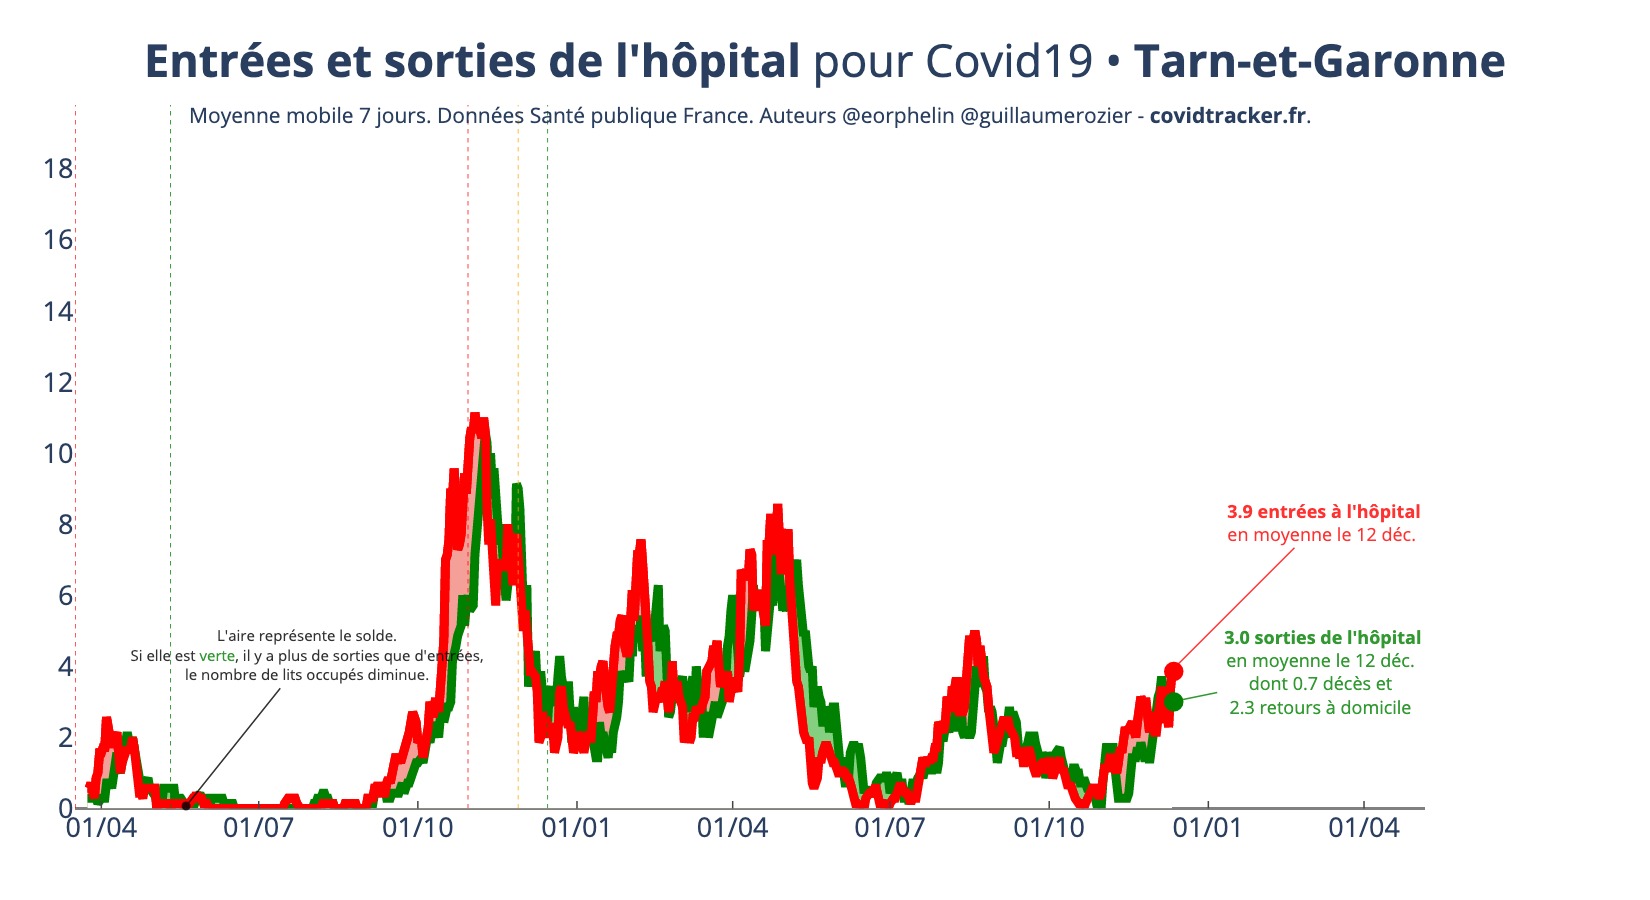 Entrées et sorties de l'hôpital pour Covid19 • Tarn-et-Garonne
Moyenne mobile 7 jours. Données Santé publique France. Auteurs @eorphelin @guillaumerozier - covidtracker.fr.
18
16
14
12
10
8
6
4
2
0
L'aire représente le solde.
Si elle est verte, il y a plus de sorties que d'entrées,
le nombre de lits occupés diminue.
3.9 entrées à l'hôpital
en moyenne le 12 déc.
3.0 sorties de l'hôpital
en moyenne le 12 déc.
dont 0.7 décès et
2.3 retours à domicile
01/04 01/07 01/10 01/01 01/04 01/07 01/10 01/01 01/04